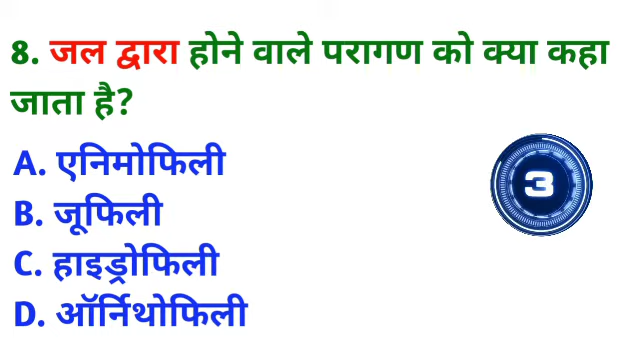 8. जल द्वारा होने वाले परागण को क्या कहा
जाता है?
A. एनिमोफिली
B. जूफिली
C. हाइड्रोफिली
D. ऑर्निथोफिली
3